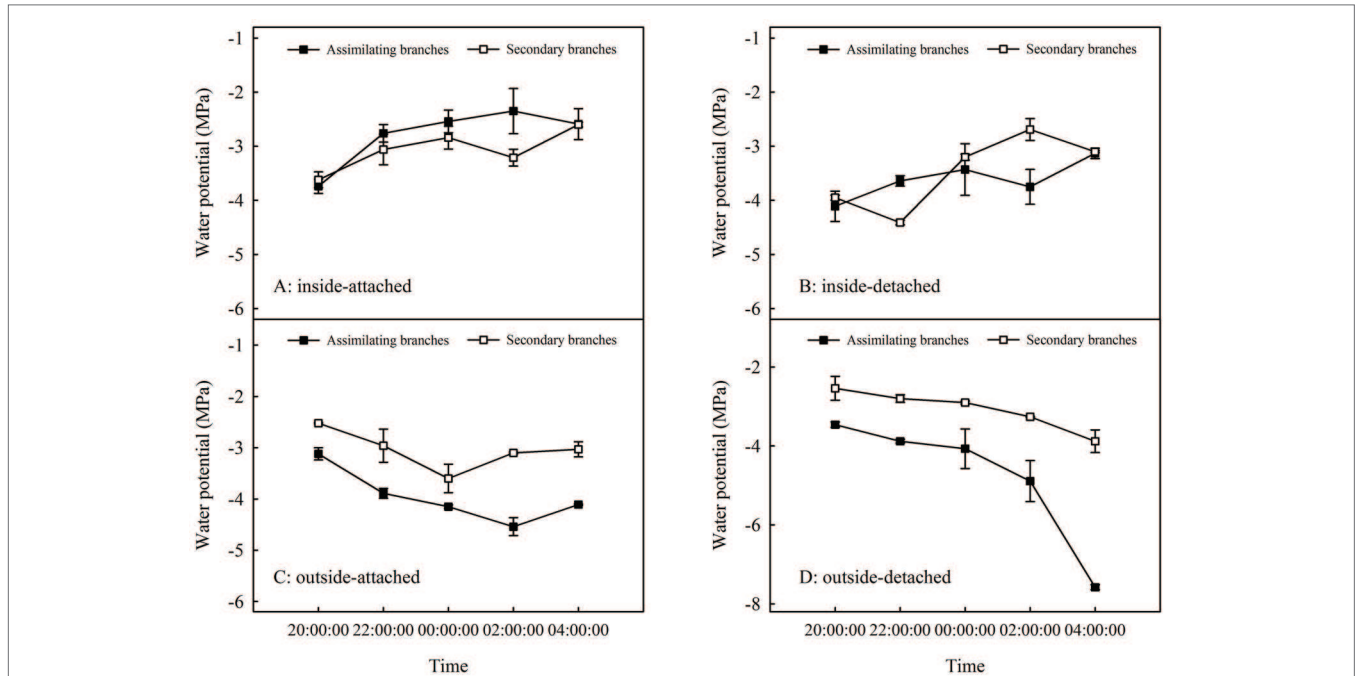 Assimilating branches Secondary branches
Water potential (MPa)
-1
-2
-3
-4
-5
-6
A: inside-attached
Assimilating branches Secondary branches
Water potential (MPa)
-1
-2
-3
-4
-5
-6
B: inside-detached
Assimilating branches Secondary branches
Water potential (MPa)
-1
-2
-3
-4
-5
-6
C: outside-attached
20:00:00 22:00:00 00:00:00 02:00:00 04:00:00
Time
Assimilating branches Secondary branches
Water potential (MPa)
-2
-4
-6
-8
D: outside-detached
20:00:00 22:00:00 00:00:00 02:00:00 04:00:00
Time